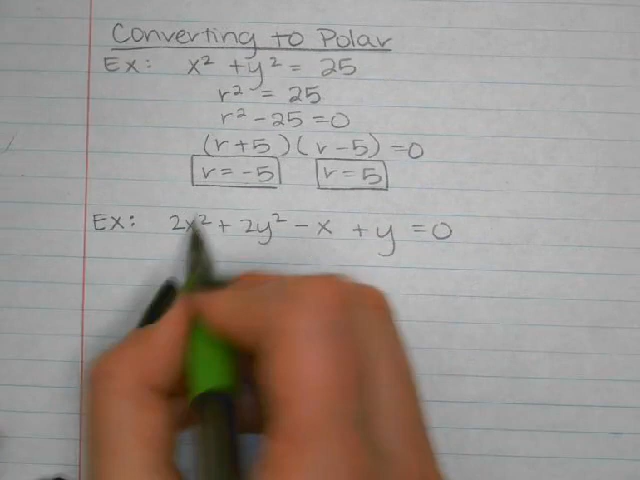 Converting to Polar
Ex: x² + y² = 25
r² = 25
r² - 25 = 0
(r+5)(r-5) = 0
r = -5 r = 5
Ex: 2x² + 2y² - x + y = 0